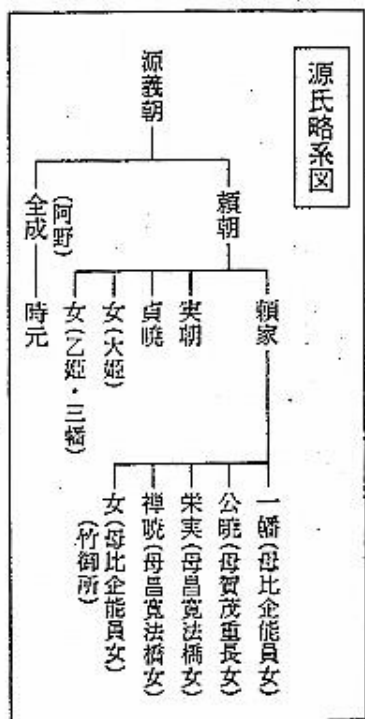 源氏略系図
源義朝
頼朝
(阿野)
全成
時元
頼家
実朝
貞暁
女(大姫)
女(乙姫・三幡)
一幡(母比企能員女)
公暁(母賀茂重長女)
栄実(母昌寛法橋女)
禅暁(母昌寛法橋女)
女(母比企能員女)
(竹御所)